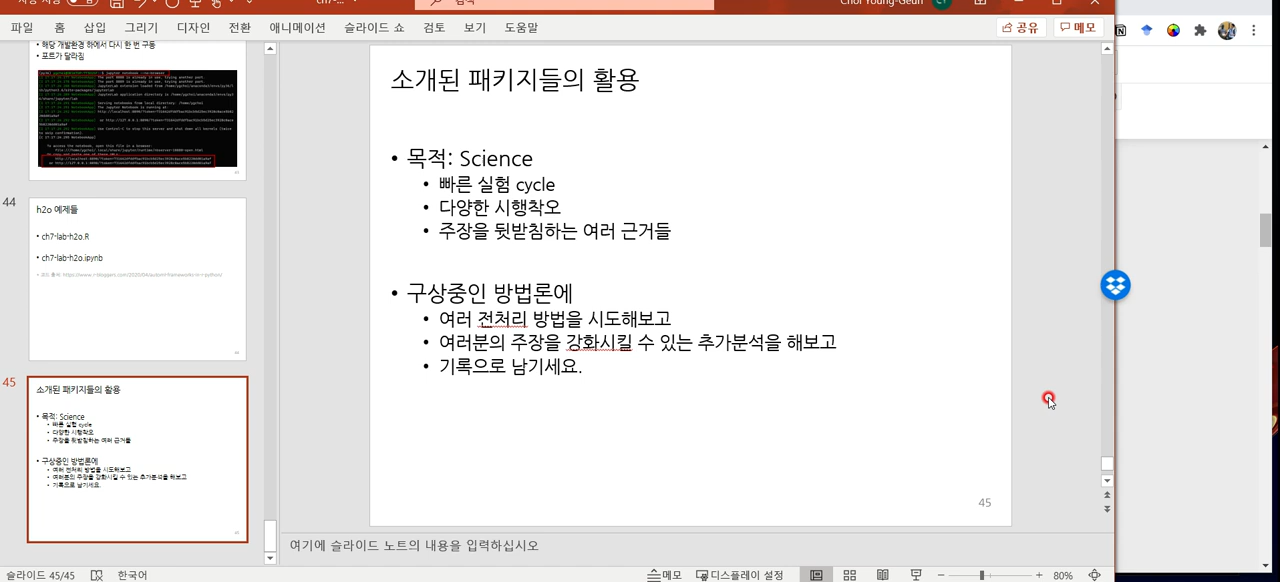 Choi Young-Geun
파일 홈 삽입 그리기 디자인 전환 애니메이션 슬라이드 쇼 검토 보기 도움말
공유 메모
• 해당 개발환경 하에서 다시 한 번 구동
• 포트가 달라짐
44
h2o 예제들
• ch7-lab-h2o.R
• ch7-lab-h2o.ipynb
45
소개된 패키지들의 활용
• 목적: Science
• 빠른 실험 cycle
• 다양한 시행착오
• 주장을 뒷받침하는 여러 근거들
• 구상중인 방법론에
• 여러 전처리 방법을 시도해보고
• 여러분의 주장을 강화시킬 수 있는 추가분석을 해보고
• 기록으로 남기세요.
소개된 패키지들의 활용
• 목적: Science
• 빠른 실험 cycle
• 다양한 시행착오
• 주장을 뒷받침하는 여러 근거들
• 구상중인 방법론에
• 여러 전처리 방법을 시도해보고
• 여러분의 주장을 강화시킬 수 있는 추가분석을 해보고
• 기록으로 남기세요.
45
여기에 슬라이드 노트의 내용을 입력하십시오
슬라이드 45/45 한국어 메모 디스플레이 설정 80%